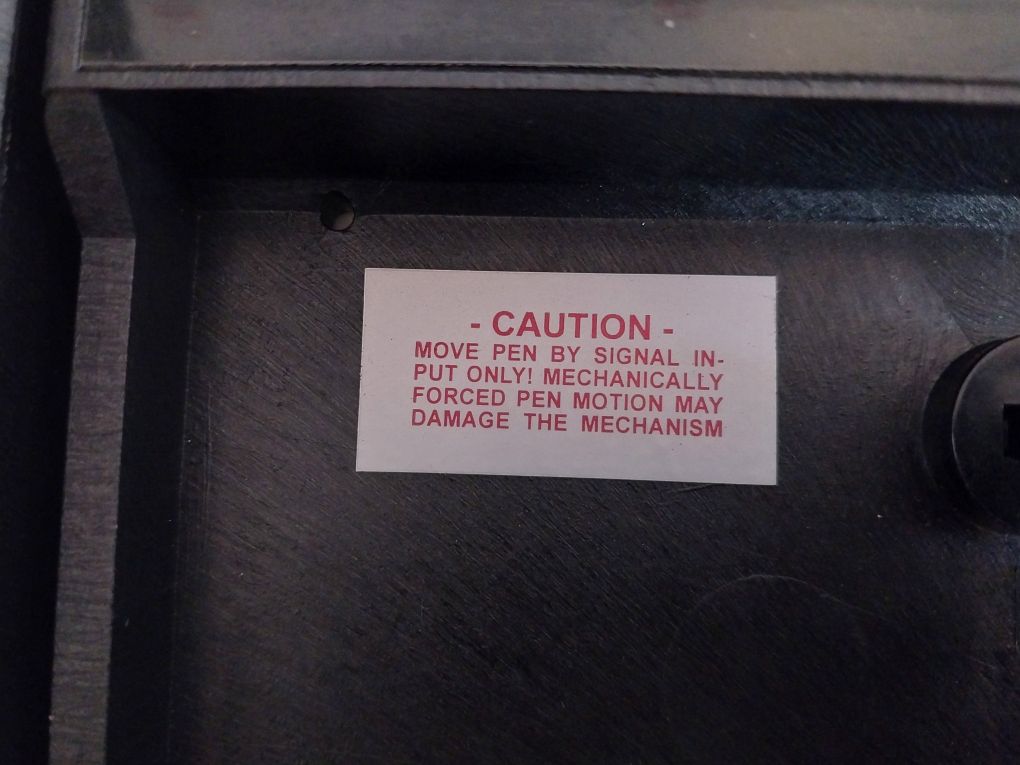 - CAUTION -
MOVE PEN BY SIGNAL IN-
PUT ONLY! MECHANICALLY
FORCED PEN MOTION MAY
DAMAGE THE MECHANISM